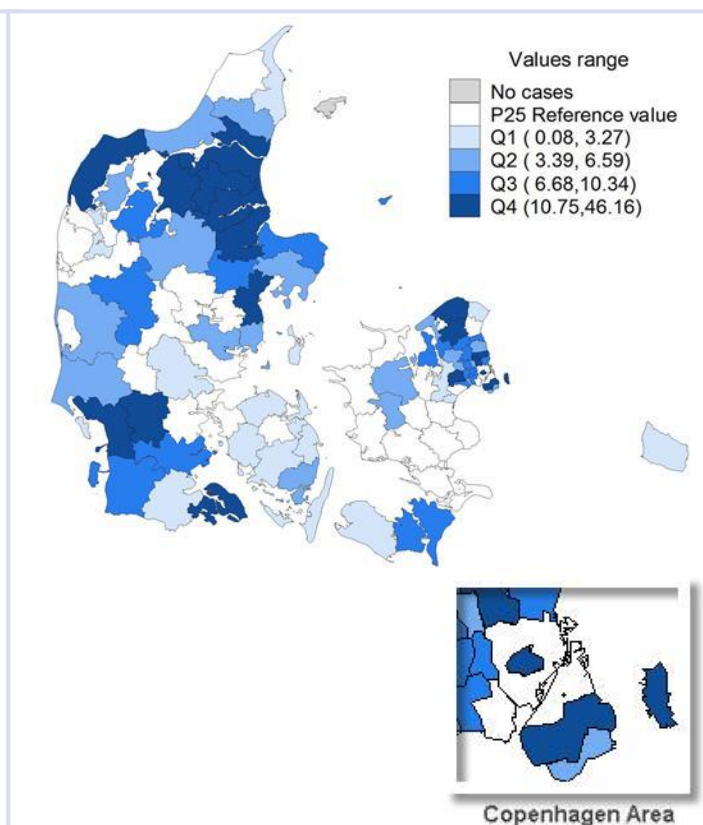 Values range
No cases
P25 Reference value
Q1 ( 0.08, 3.27)
Q2 ( 3.39, 6.59)
Q3 ( 6.68,10.34)
Q4 (10.75,46.16)
Copenhagen Area